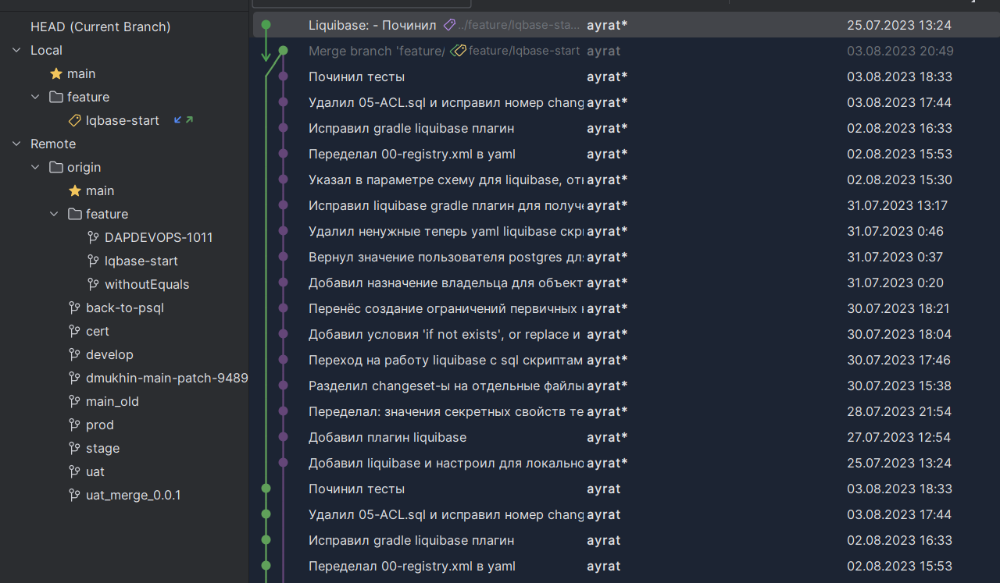 HEAD (Current Branch)
Local
main
feature
lqbase-start
Remote
origin
main
feature
DAPDEVOPS-1011
lqbase-start
withoutEquals
back-to-psql
cert
develop
dmukhin-main-patch-9489
main_old
prod
stage
uat
uat_merge_0.0.1
Liquibase: - Починил ../feature/lqbase-sta... ayrat* 25.07.2023 13:24
Merge branch 'feature/ feature/lqbase-start ayrat 03.08.2023 20:49
Починил тесты ayrat* 03.08.2023 18:33
Удалил 05-ACL.sql и исправил номер chang ayrat* 03.08.2023 17:44
Исправил gradle liquibase плагин ayrat* 02.08.2023 16:33
Переделал 00-registry.xml в yaml ayrat* 02.08.2023 15:53
Указал в параметре схему для liquibase, от ayrat* 02.08.2023 15:30
Исправил liquibase gradle плагин для получе ayrat* 31.07.2023 13:17
Удалил ненужные теперь yaml liquibase скри ayrat* 31.07.2023 0:46
Вернул значение пользователя postgres дл ayrat* 31.07.2023 0:37
Добавил назначение владельца для объект ayrat* 31.07.2023 0:20
Перенёс создание ограничений первичных ayrat* 30.07.2023 18:21
Добавил условия 'if not exists', or replace и ayrat* 30.07.2023 18:04
Переход на работу liquibase с sql скриптам ayrat* 30.07.2023 17:46
Разделил changeset-ы на отдельные файлы ayrat* 30.07.2023 15:38
Переделал: значения секретных свойств те ayrat* 28.07.2023 21:54
Добавил плагин liquibase ayrat* 27.07.2023 12:54
Добавил liquibase и настроил для локально ayrat* 25.07.2023 13:24
Починил тесты ayrat 03.08.2023 18:33
Удалил 05-ACL.sql и исправил номер chang ayrat 03.08.2023 17:44
Исправил gradle liquibase плагин ayrat 02.08.2023 16:33
Переделал 00-registry.xml в yaml ayrat 02.08.2023 15:53